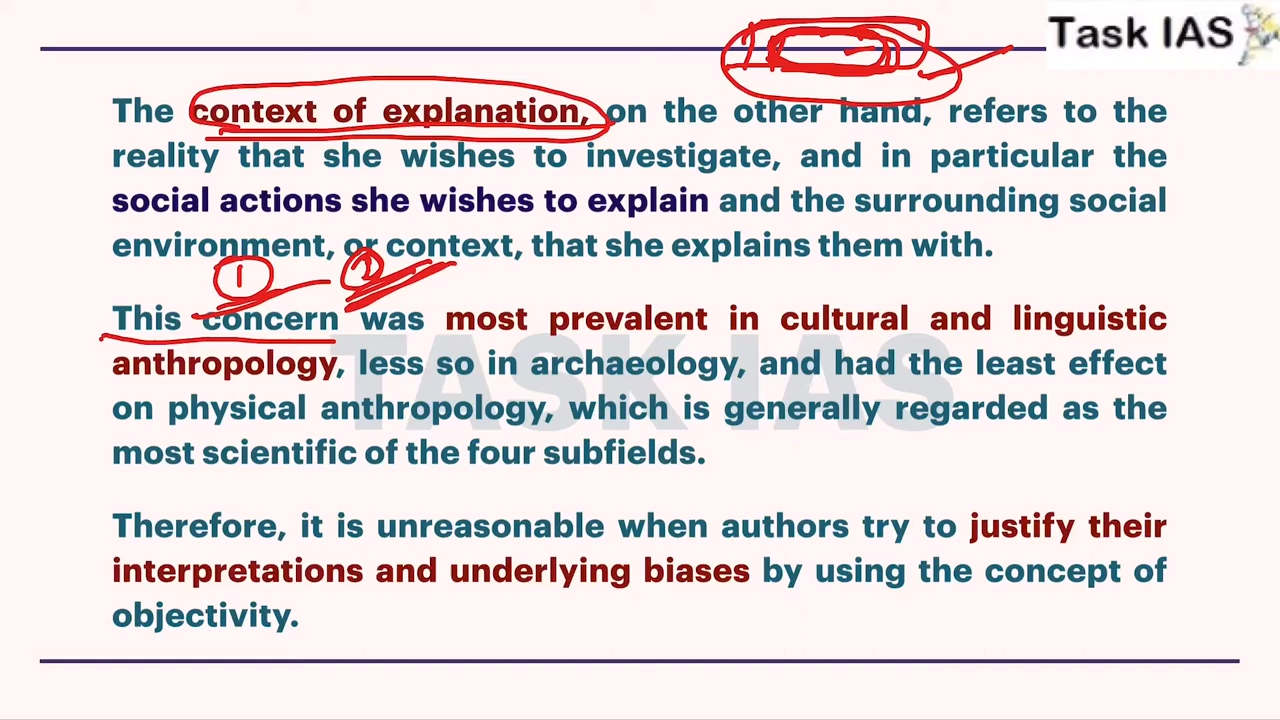 Task IAS
The context of explanation, on the other hand, refers to the
reality that she wishes to investigate, and in particular the
social actions she wishes to explain and the surrounding social
environment, or context, that she explains them with.
1 2
This concern was most prevalent in cultural and linguistic
anthropology, less so in archaeology, and had the least effect
on physical anthropology, which is generally regarded as the
most scientific of the four subfields.
TASK IAS
Therefore, it is unreasonable when authors try to justify their
interpretations and underlying biases by using the concept of
objectivity.